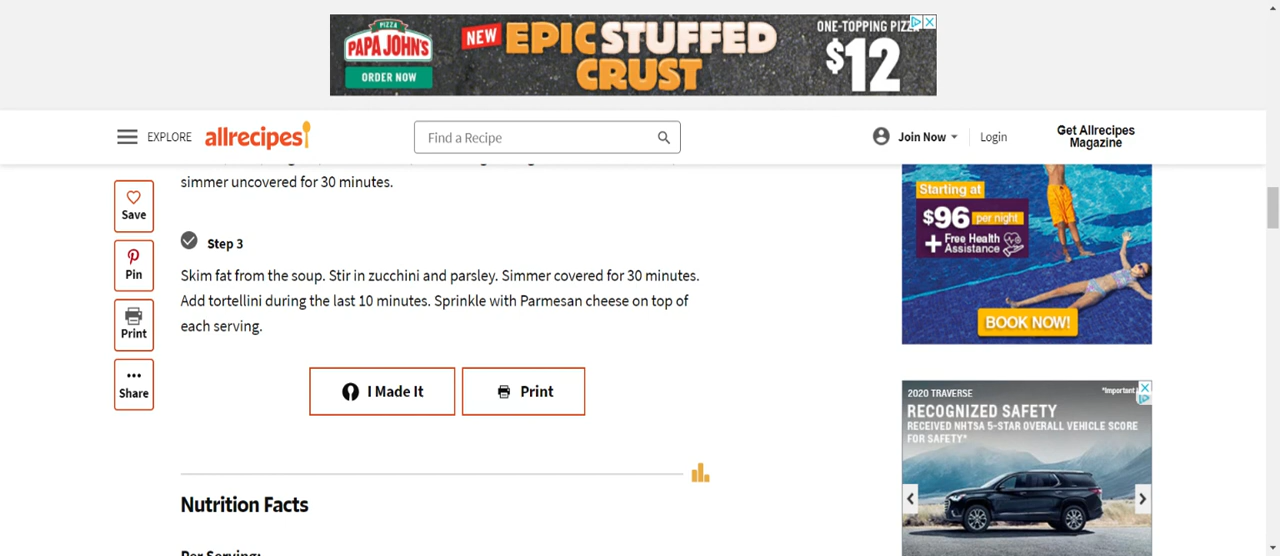 PIZZA
PAPA JOHN'S
ORDER NOW
NEW EPIC STUFFED
CRUST
ONE-TOPPING
$12
EXPLORE
allrecipes
Find a Recipe
Join Now
Login
Get Allrecipes
Magazine
simmer uncovered for 30 minutes.
Save
Pin
Print
Share
Step 3
Skim fat from the soup. Stir in zucchini and parsley. Simmer covered for 30 minutes.
Add tortellini during the last 10 minutes. Sprinkle with Parmesan cheese on top of
each serving.
I Made It
Print
Nutrition Facts
Per Serving:
Starting at
$96 per night
+ Free Health
Assistance
BOOK NOW!
2020 TRAVERSE
*Important
RECOGNIZED SAFETY
RECEIVED NHTSA 5-STAR OVERALL VEHICLE SCORE
FOR SAFETY*